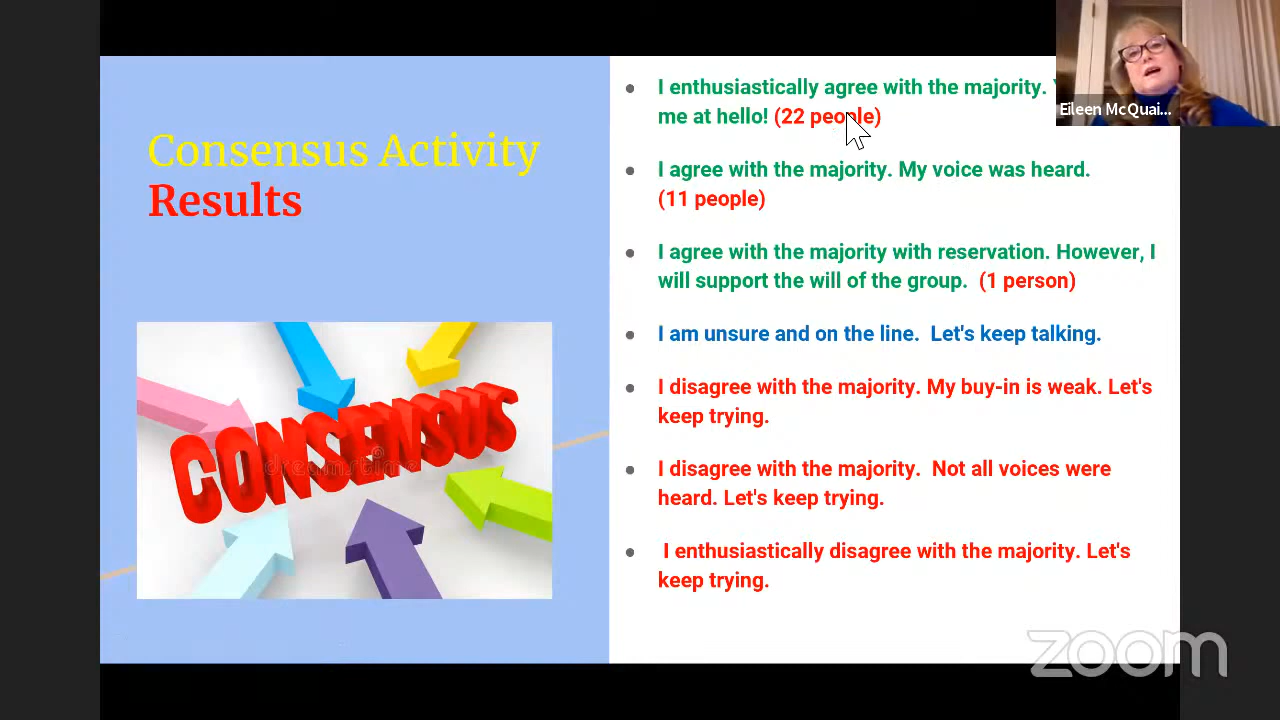 Consensus Activity
Results
CONSENSUS
dreamstime
I enthusiastically agree with the majority.
me at hello! (22 people)
I agree with the majority. My voice was heard.
(11 people)
I agree with the majority with reservation. However, I
will support the will of the group. (1 person)
I am unsure and on the line. Let's keep talking.
I disagree with the majority. My buy-in is weak. Let's
keep trying.
I disagree with the majority. Not all voices were
heard. Let's keep trying.
I enthusiastically disagree with the majority. Let's
keep trying.
Eileen McQuai...
zoom